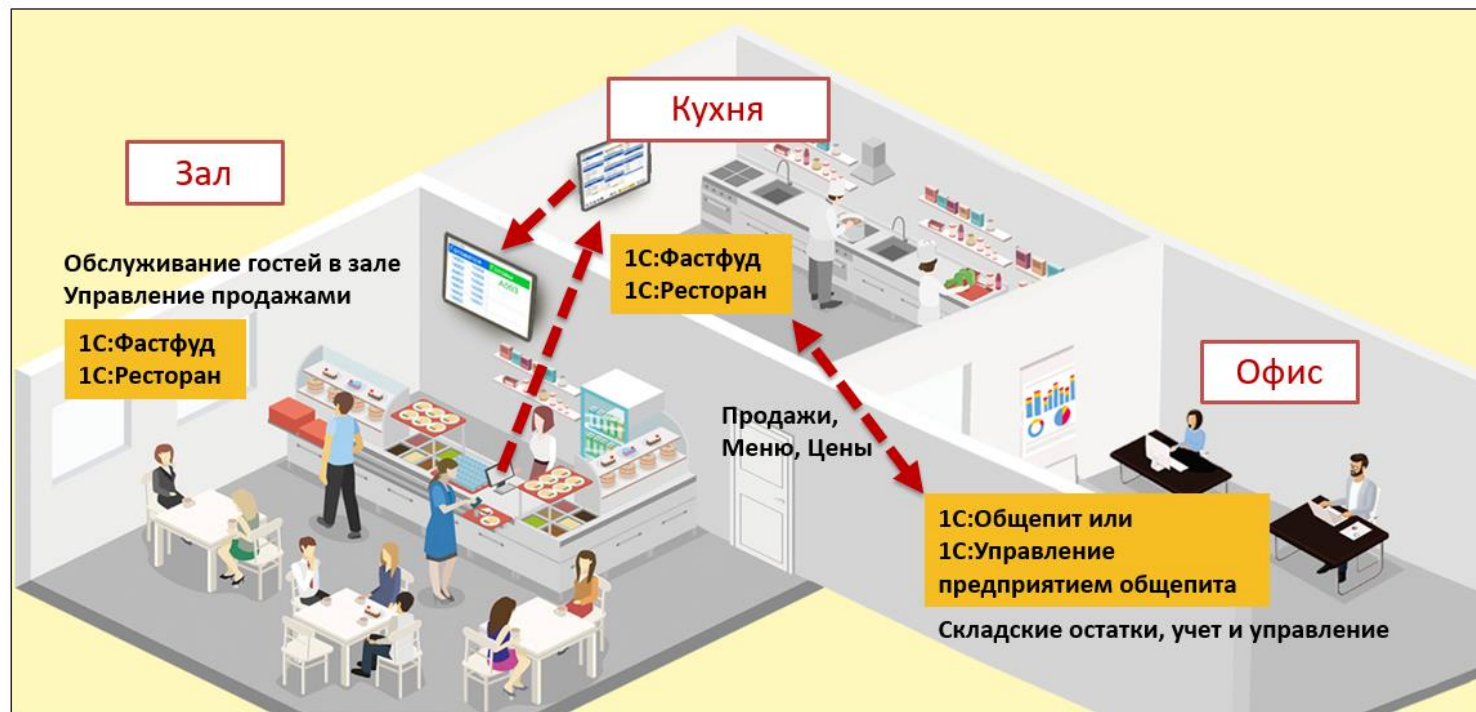 Кухня
Зал
Обслуживание гостей в зале
Управление продажами
1С:Фастфуд
1С:Ресторан
А003
1С:Фастфуд
1С:Ресторан
Офис
Продажи,
Меню, Цены
1С:Общепит или
1С:Управление
предприятием общепита
Складские остатки, учет и управление